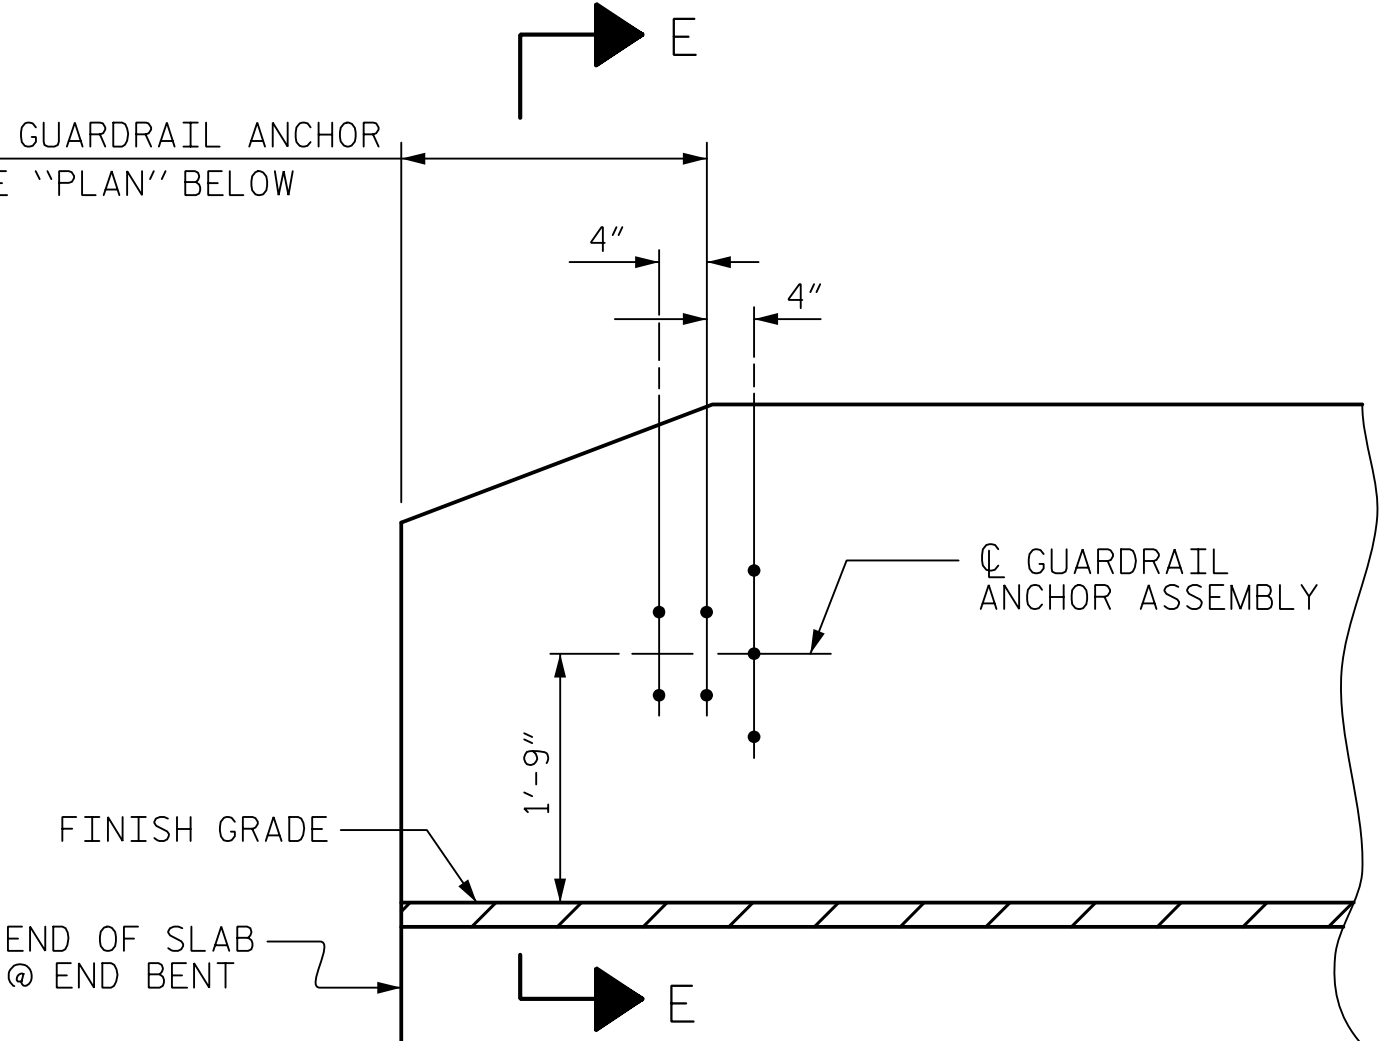 E
GUARDRAIL ANCHOR
"PLAN" BELOW
4"
4"
℄ GUARDRAIL
ANCHOR ASSEMBLY
1'-9"
FINISH GRADE
END OF SLAB
@ END BENT
E